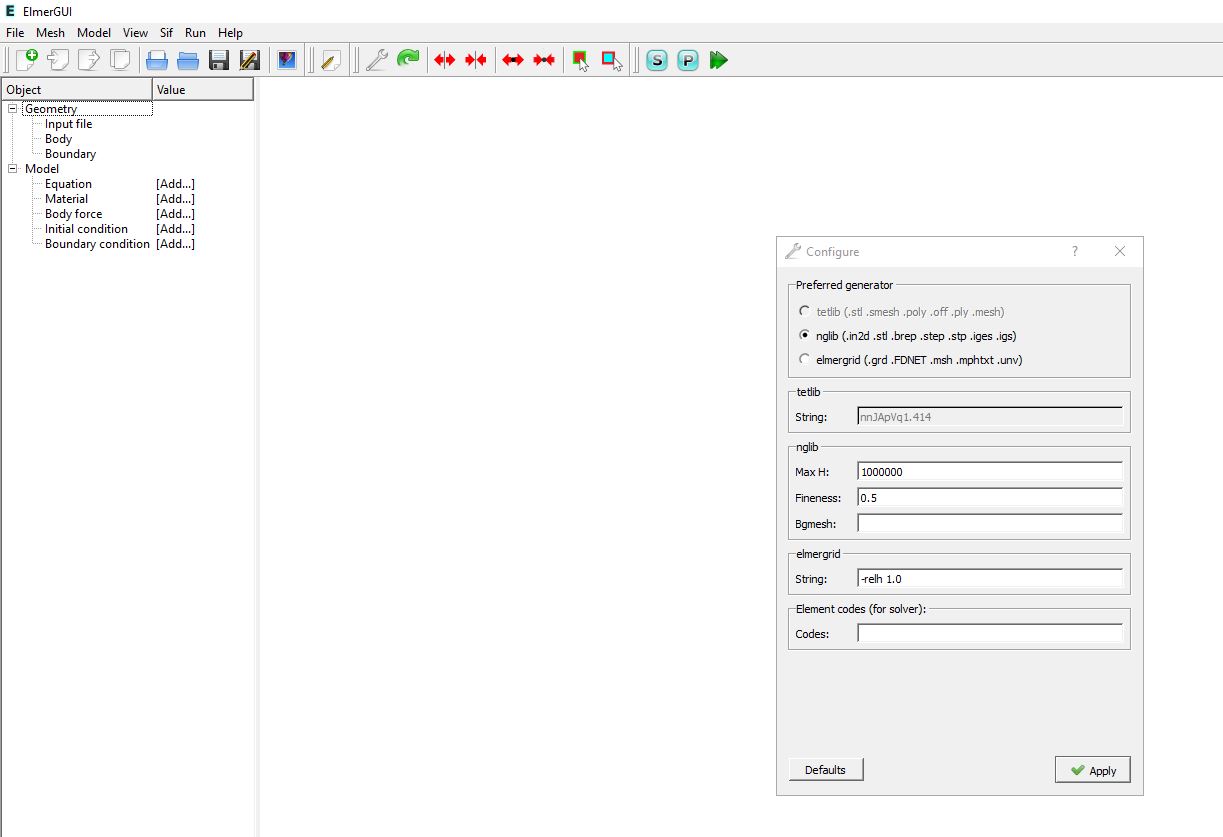 ElmerGUI
File Mesh Model View Sif Run Help
S P
Object Value
Geometry
Input file
Body
Boundary
Model
Equation [Add...]
Material [Add...]
Body force [Add...]
Initial condition [Add...]
Boundary condition [Add...]
Configure ?
Preferred generator
tetlib (.stl .smesh .poly .off .ply .mesh)
nglib (.in2d .stl .brep .step .stp .iges .igs)
elmergrid (.grd .FDNET .msh .mphtxt .unv)
tetlib
String: nnJApVq1.414
nglib
Max H: 1000000
Fineness: 0.5
Bgmesh:
elmergrid
String: -relh 1.0
Element codes (for solver):
Codes:
Defaults Apply